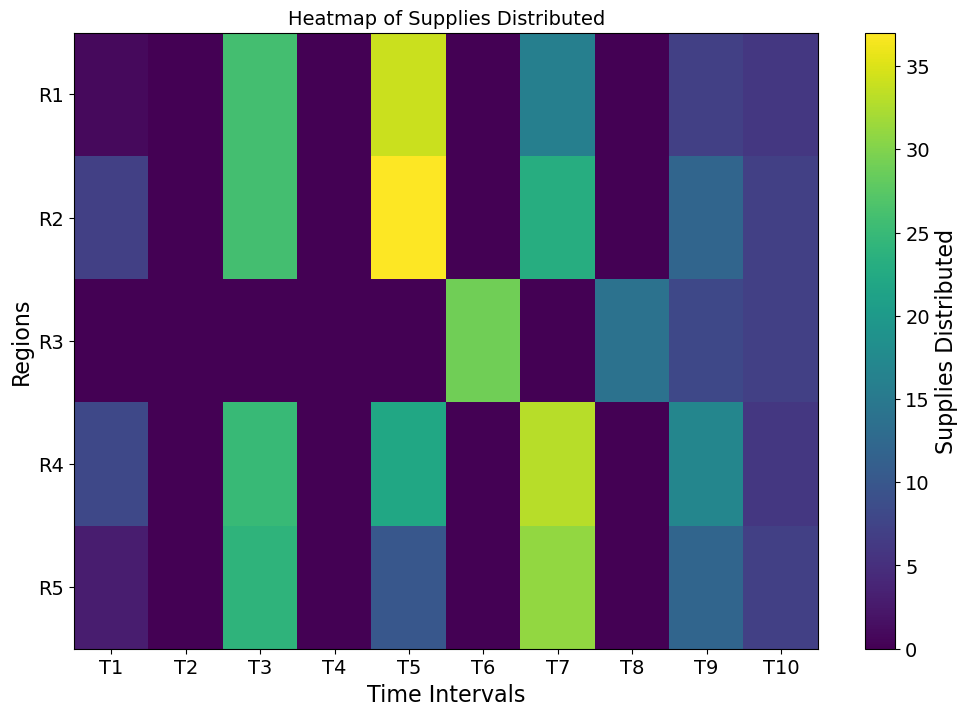 Heatmap of Supplies Distributed
R1
R2
R3
R4
R5
Regions
T1 T2 T3 T4 T5 T6 T7 T8 T9 T10
Time Intervals
35
30
25
20
15
10
5
0
Supplies Distributed